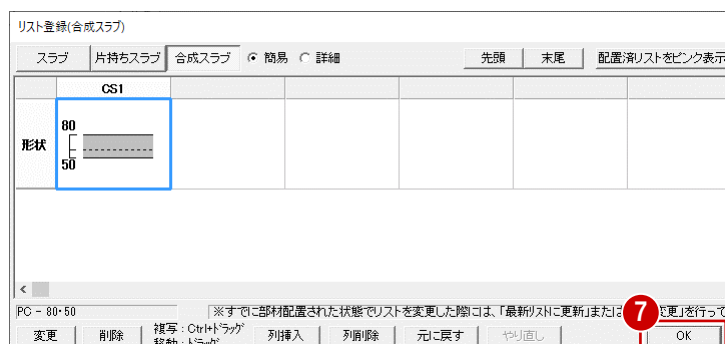 リスト登録(合成スラブ)
スラブ 片持ちスラブ 合成スラブ 簡易 詳細 先頭 末尾 配置済リストをピンク表示
CS1
形状
80
50
<
PC - 80・50 ※すでに部材配置された状態でリストを変更した際には、「最新リストに更新」または 変更」を行って
7
変更 削除 複写 : Ctrl+ドラッグ 列挿入 列削除 元に戻す やり直し OK
移動 : ドラッグ